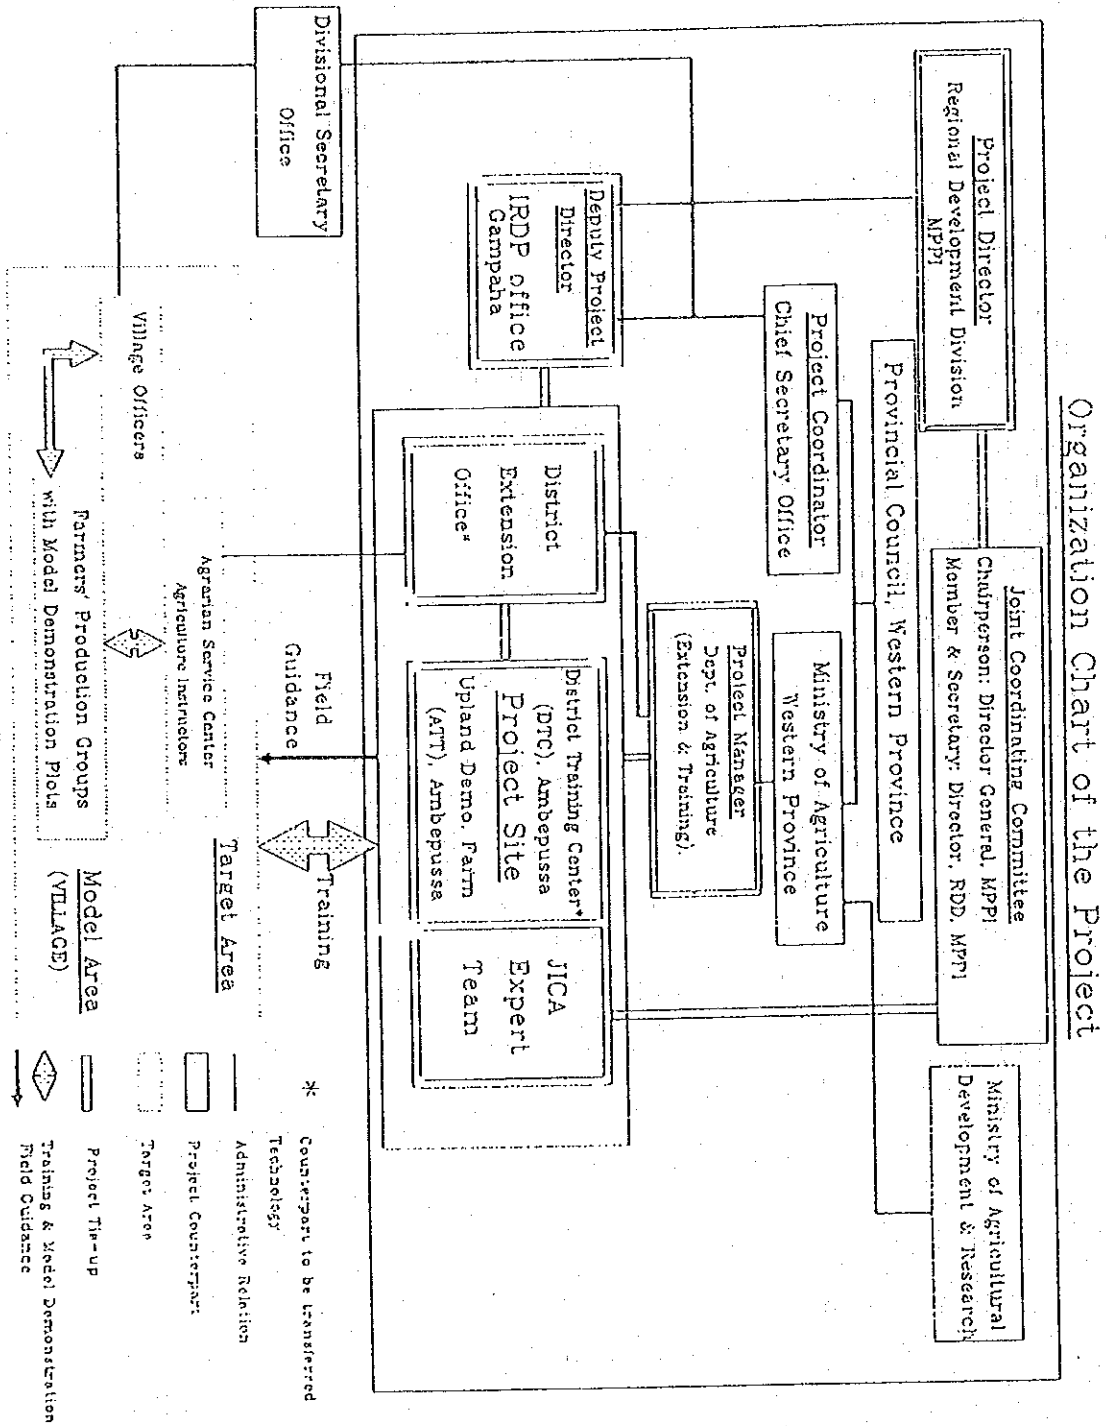 Organization Chart of the Project
Project Director
Regional Development Division
MPPI
Joint Coordinating Committee
Chairperson: Director General, MPPI
Member & Secretary: Director, RDD, MPPI
Ministry of Agricultural
Development & Research
Provincial Council, Western Province
Project Coordinator
Chief Secretary Office
Ministry of Agriculture
Western Province
Project Manager
Dept. of Agriculture
(Extension & Training).
Deputy Project
Director
IRDP office
Gampaha
District
Extension
Office*
District Training Center*
(DTC), Ambepussa
Project Site
Upland Demo, Farm
(ATT), Ambepussa
JICA
Expert
Team
Divisional Secretary
Office
Field
Guidance
Training
Target Area
Agrarian Service Center
Agriculture Instructors
Village Officers
Farmers' Production Groups
with Model Demonstration Plots
Model Area
(VILLAGE)
* Counterpart to be transferred
Technology
Administrative Relation
Project Counterpart
Target Area
Project Tie-up
Training & Model Demonstration
Field Guidance